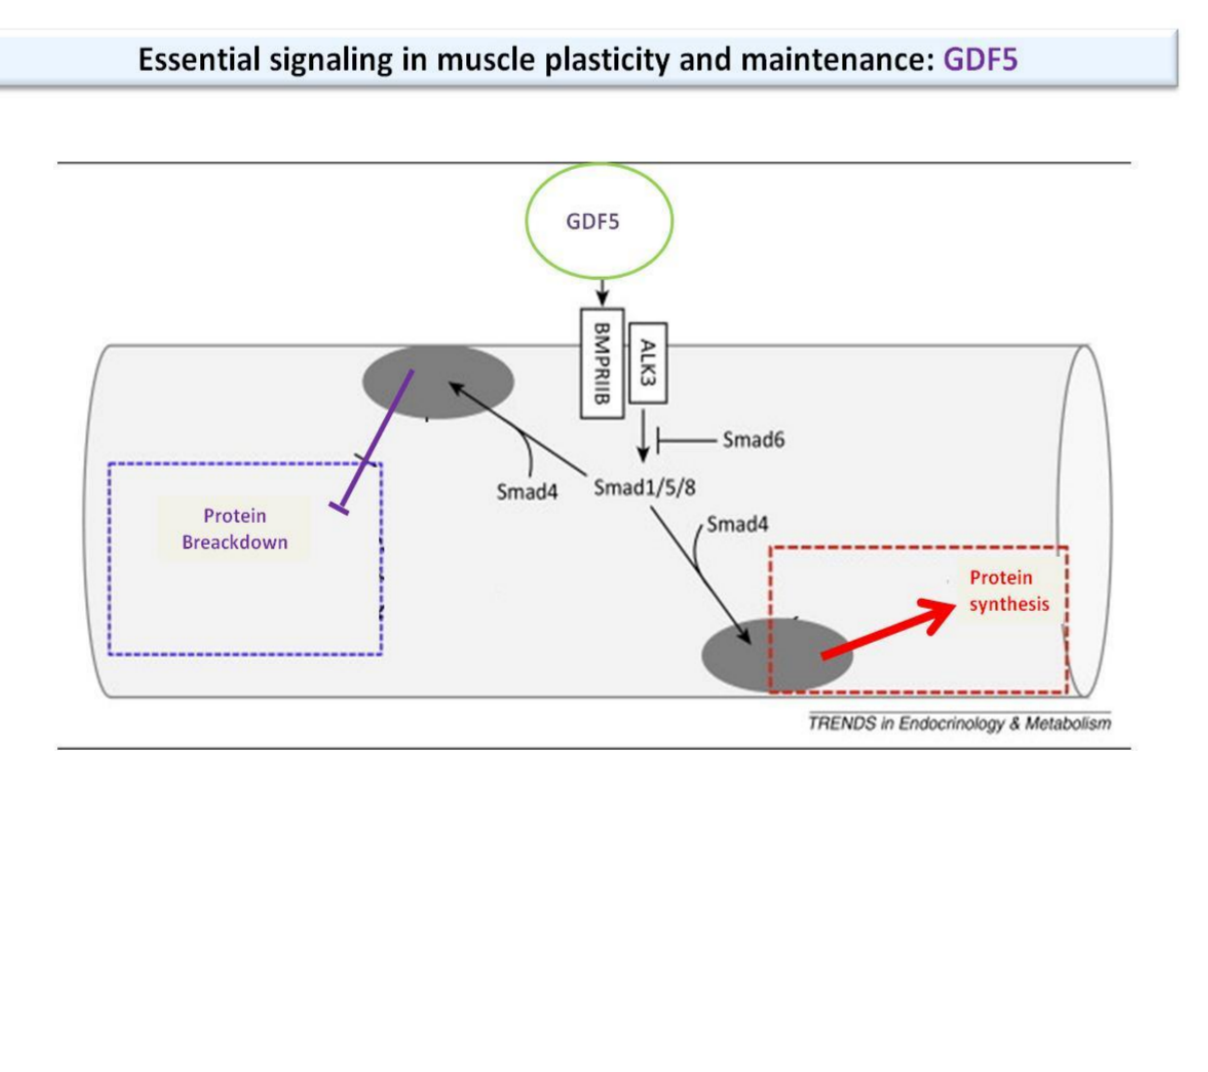 Essential signaling in muscle plasticity and maintenance: GDF5
GDF5
BMPRIIB
ALK3
Smad6
Smad4
Smad1/5/8
Smad4
Protein
Breackdown
Protein
synthesis
TRENDS in Endocrinology & Metabolism